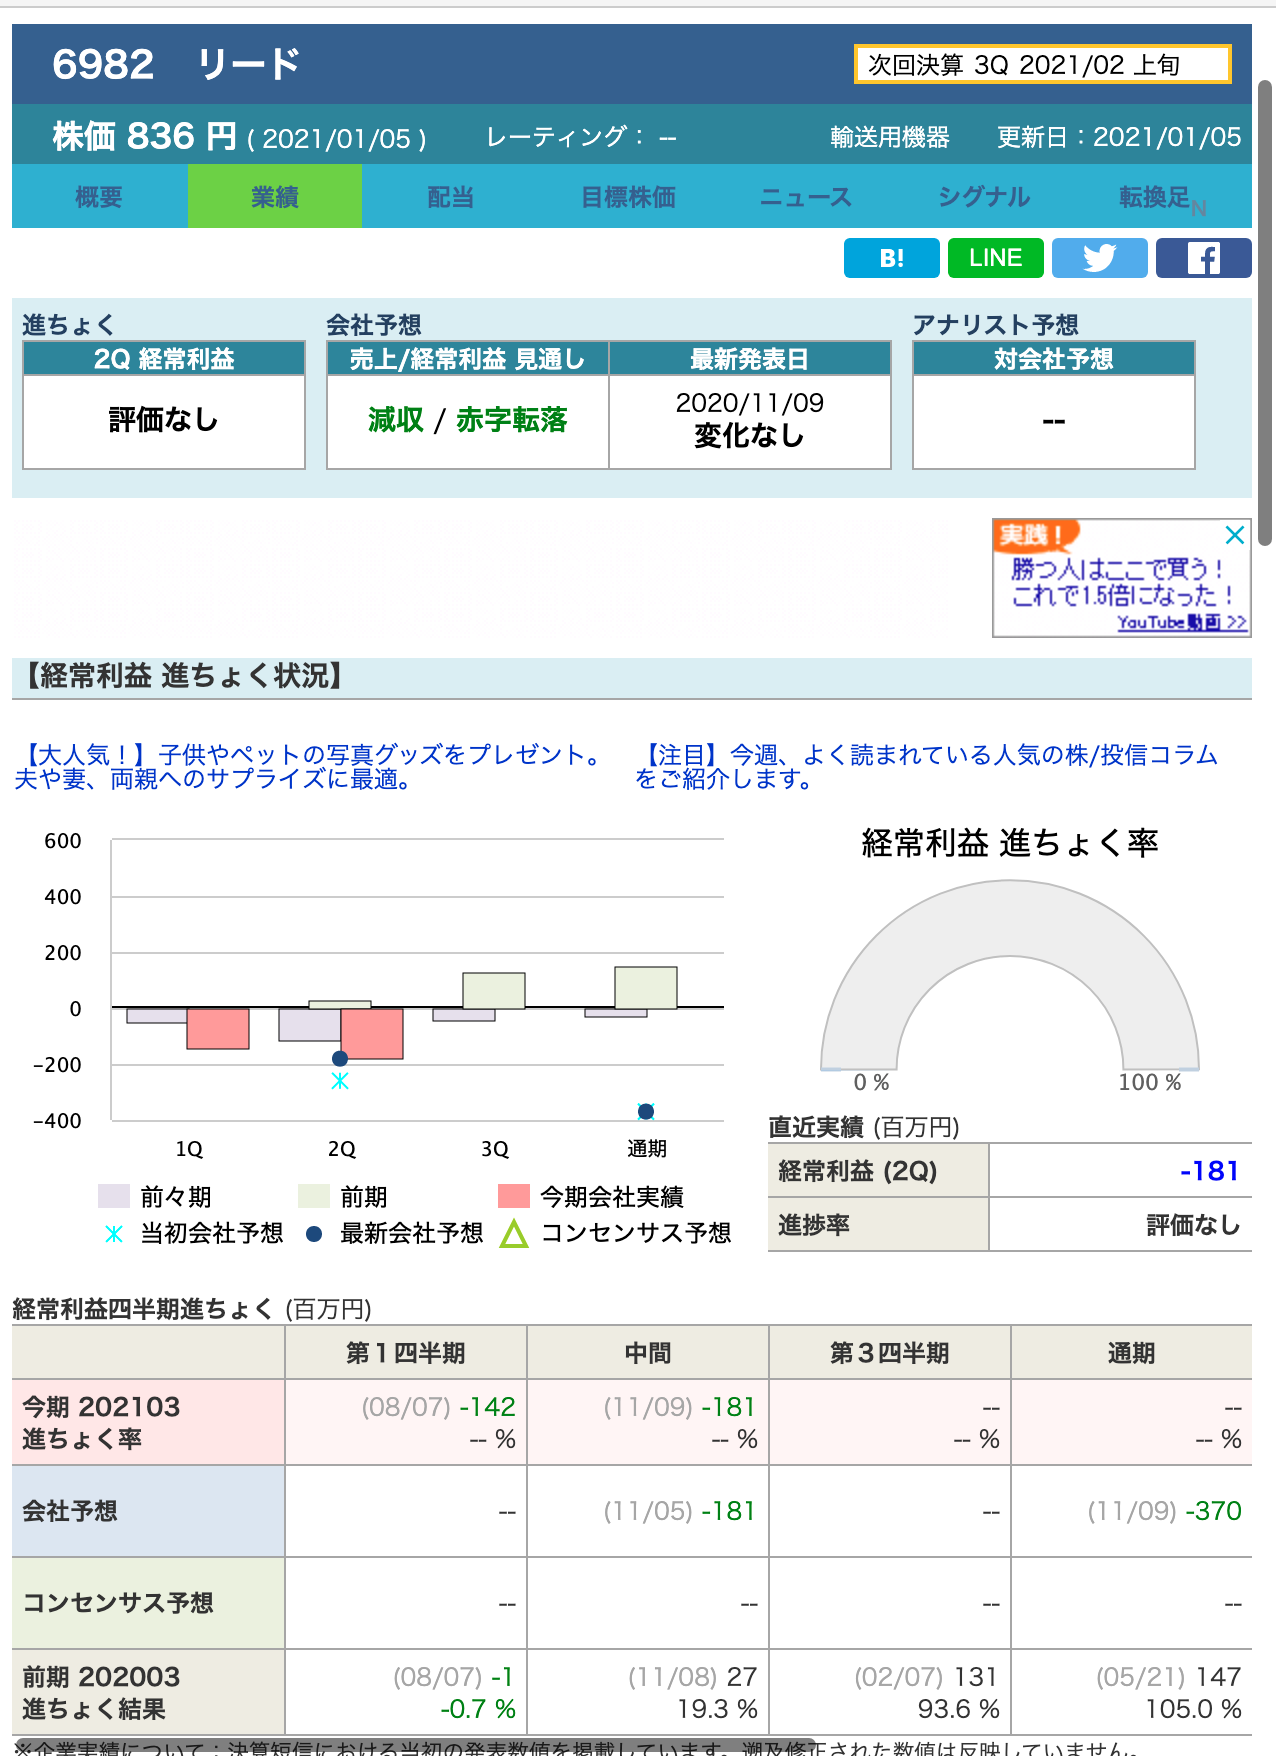 6982 リード
次回決算 3Q 2021/02 上旬
株価 836 円 ( 2021/01/05 ) レーティング： -- 輸送用機器 更新日：2021/01/05
概要 業績 配当 目標株価 ニュース シグナル 転換足N
B! LINE
進ちょく 会社予想 アナリスト予想
2Q 経常利益 売上/経常利益 見通し 最新発表日 対会社予想
評価なし 減収 / 赤字転落 2020/11/09 --
変化なし
実践！
勝つ人はここで買う！
これで1.5倍になった！
YouTube動画 >>
【経常利益 進ちょく状況】
【大人気！】子供やペットの写真グッズをプレゼント。
夫や妻、両親へのサプライズに最適。
【注目】今週、よく読まれている人気の株/投信コラム
をご紹介します。
600
400
200
0
-200
-400
1Q 2Q 3Q 通期
前々期 前期 今期会社実績
当初会社予想 最新会社予想 コンセンサス予想
経常利益 進ちょく率
0 % 100 %
直近実績 (百万円)
経常利益 (2Q) -181
進捗率 評価なし
経常利益四半期進ちょく (百万円)
第１四半期 中間 第３四半期 通期
今期 202103 (08/07) -142 (11/09) -181 -- --
進ちょく率 -- % -- % -- % -- %
会社予想 -- (11/05) -181 -- (11/09) -370
コンセンサス予想 -- -- -- --
前期 202003 (08/07) -1 (11/08) 27 (02/07) 131 (05/21) 147
進ちょく結果 -0.7 % 19.3 % 93.6 % 105.0 %
※企業実績について：決算短信における当初の発表数値を掲載しています。遡及修正された数値は反映していません。